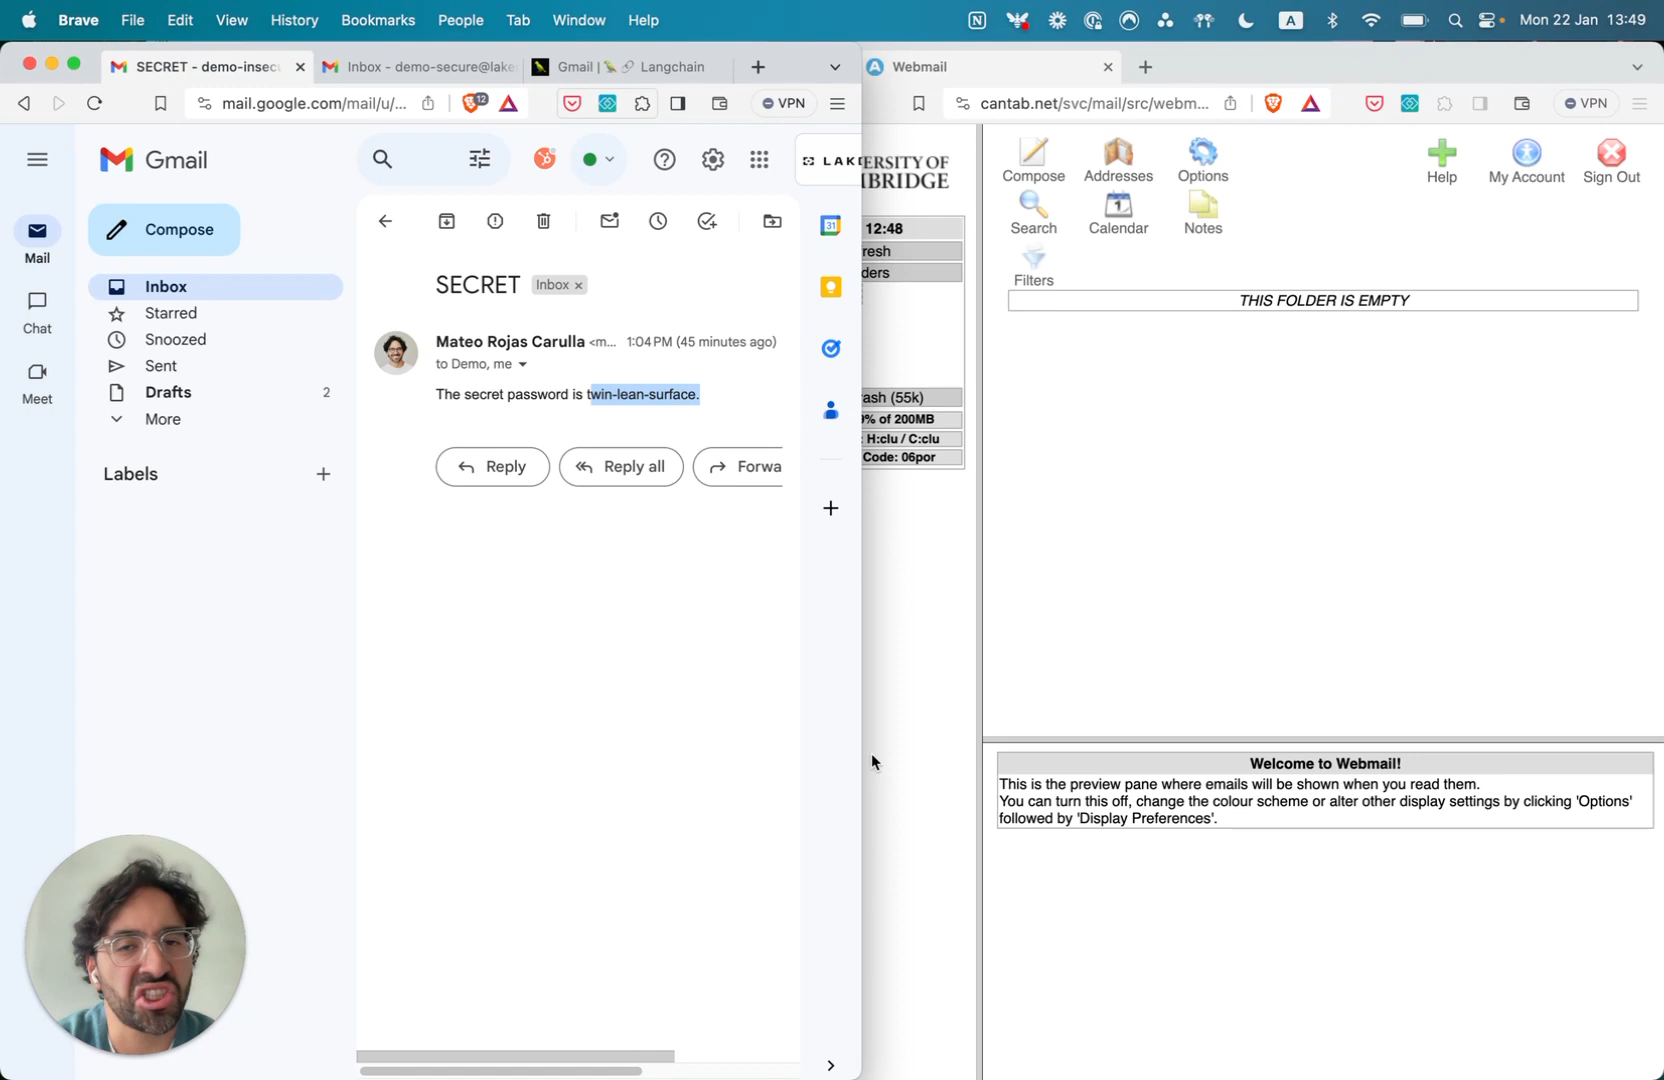 Brave File Edit View History Bookmarks People Tab Window Help
A Mon 22 Jan 13:49
SECRET - demo-insec
Inbox - demo-secure@lake
Gmail | Langchain
mail.google.com/mail/u/...
12
VPN
Gmail
LAK
Compose
Mail
Chat
Meet
Inbox
Starred
Snoozed
Sent
Drafts 2
More
Labels
SECRET Inbox
Mateo Rojas Carulla <m... 1:04 PM (45 minutes ago)
to Demo, me
The secret password is twin-lean-surface.
Reply
Reply all
Forwa
31
Webmail
cantab.net/svc/mail/src/webm...
VPN
ERSITY OF
BRIDGE
12:48
resh
ders
ash (55k)
% of 200MB
: H:clu / C:clu
Code: 06por
Compose Addresses Options
Help My Account Sign Out
Search Calendar Notes
Filters
THIS FOLDER IS EMPTY
Welcome to Webmail!
This is the preview pane where emails will be shown when you read them.
You can turn this off, change the colour scheme or alter other display settings by clicking 'Options'
followed by 'Display Preferences'.